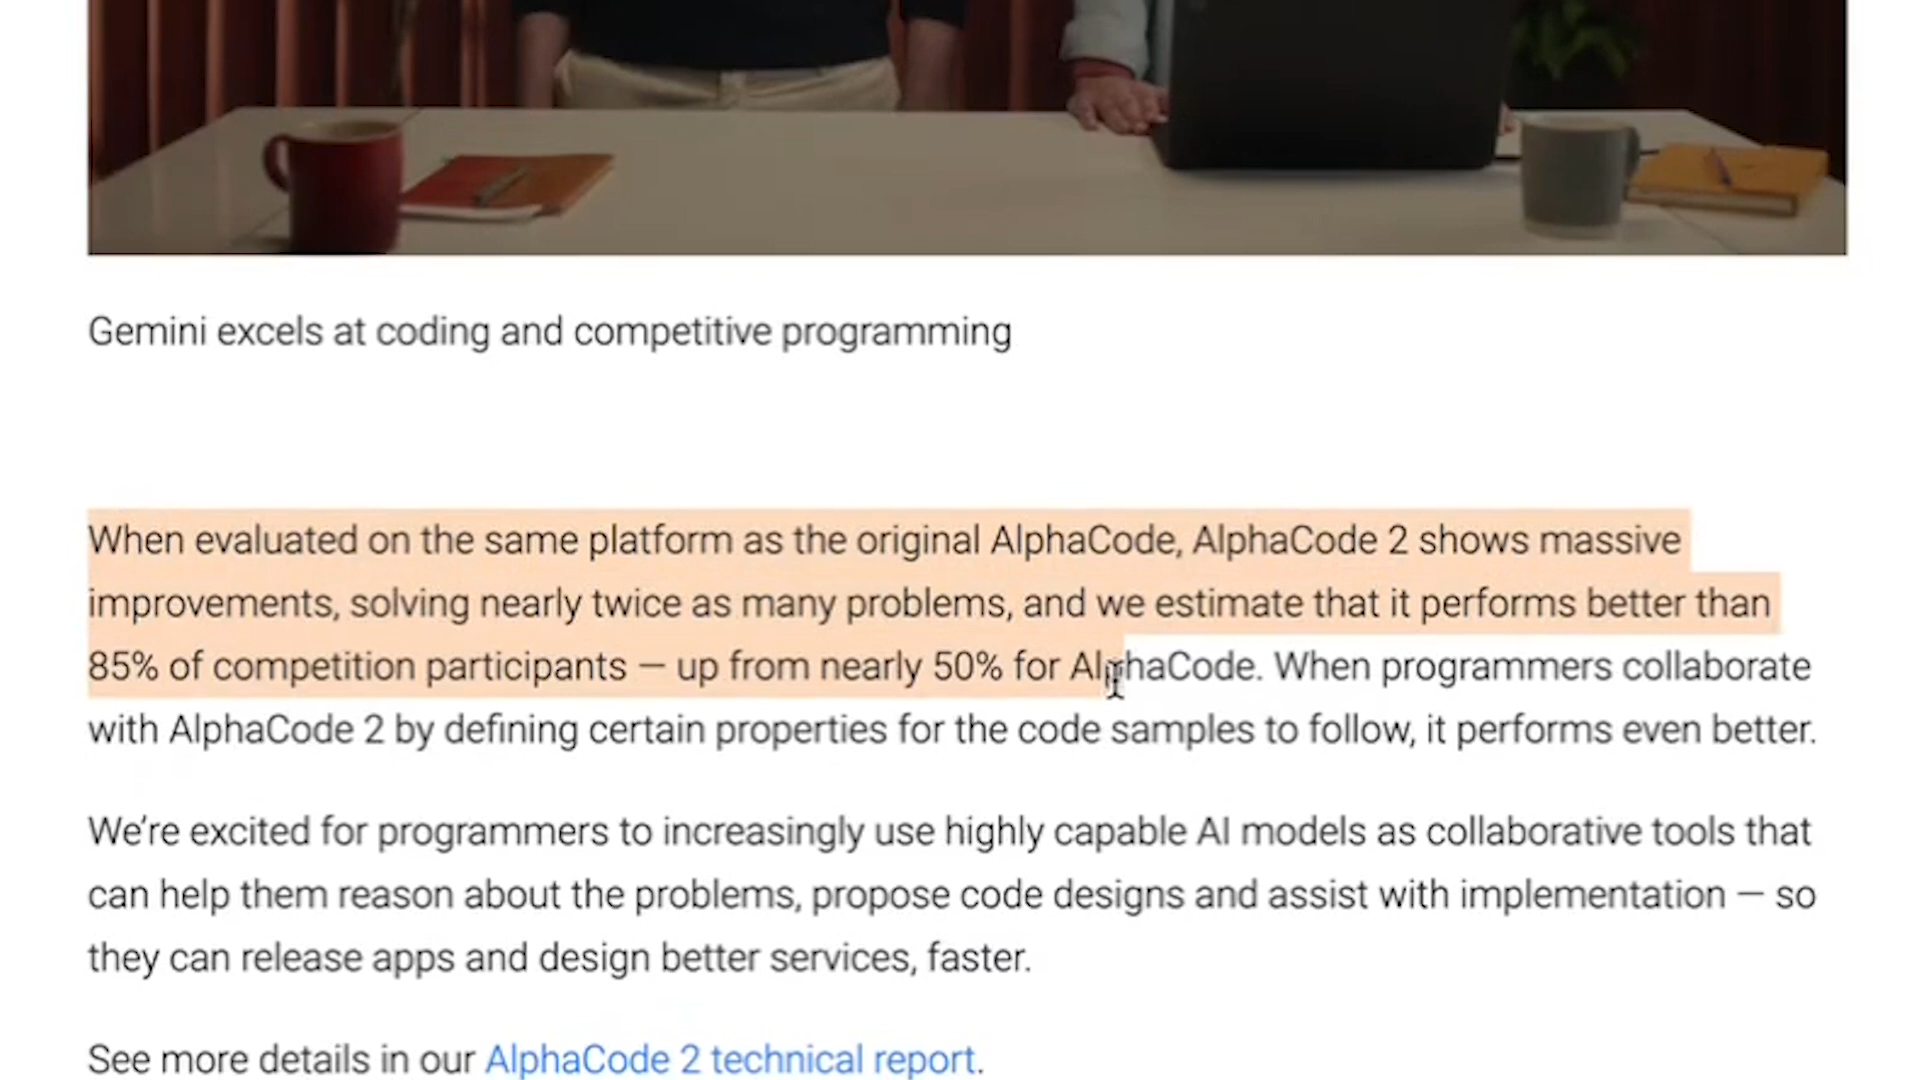 Gemini excels at coding and competitive programming
When evaluated on the same platform as the original AlphaCode, AlphaCode 2 shows massive
improvements, solving nearly twice as many problems, and we estimate that it performs better than
85% of competition participants — up from nearly 50% for AlphaCode. When programmers collaborate
with AlphaCode 2 by defining certain properties for the code samples to follow, it performs even better.
We’re excited for programmers to increasingly use highly capable AI models as collaborative tools that
can help them reason about the problems, propose code designs and assist with implementation — so
they can release apps and design better services, faster.
See more details in our AlphaCode 2 technical report.